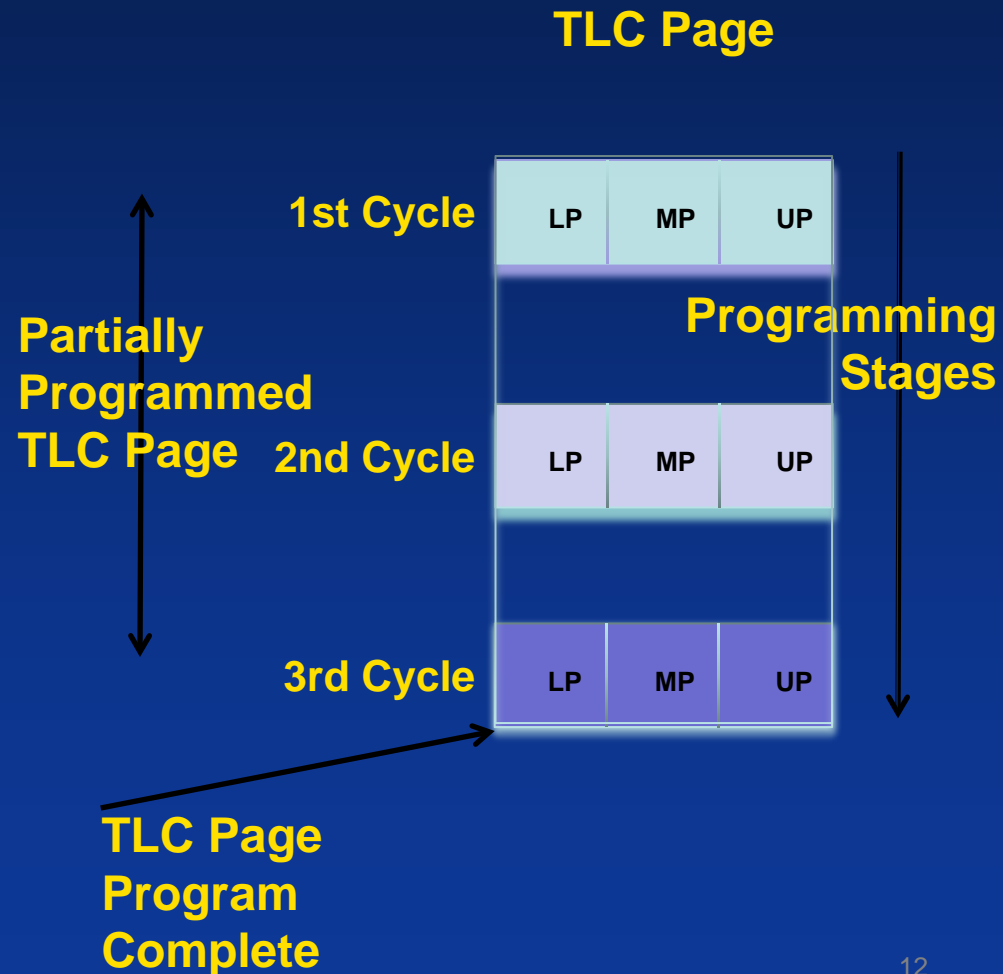 TLC Page
1st Cycle
LP MP UP
Partially
Programmed
TLC Page
Programming
Stages
2nd Cycle
LP MP UP
3rd Cycle
LP MP UP
TLC Page
Program
Complete
12